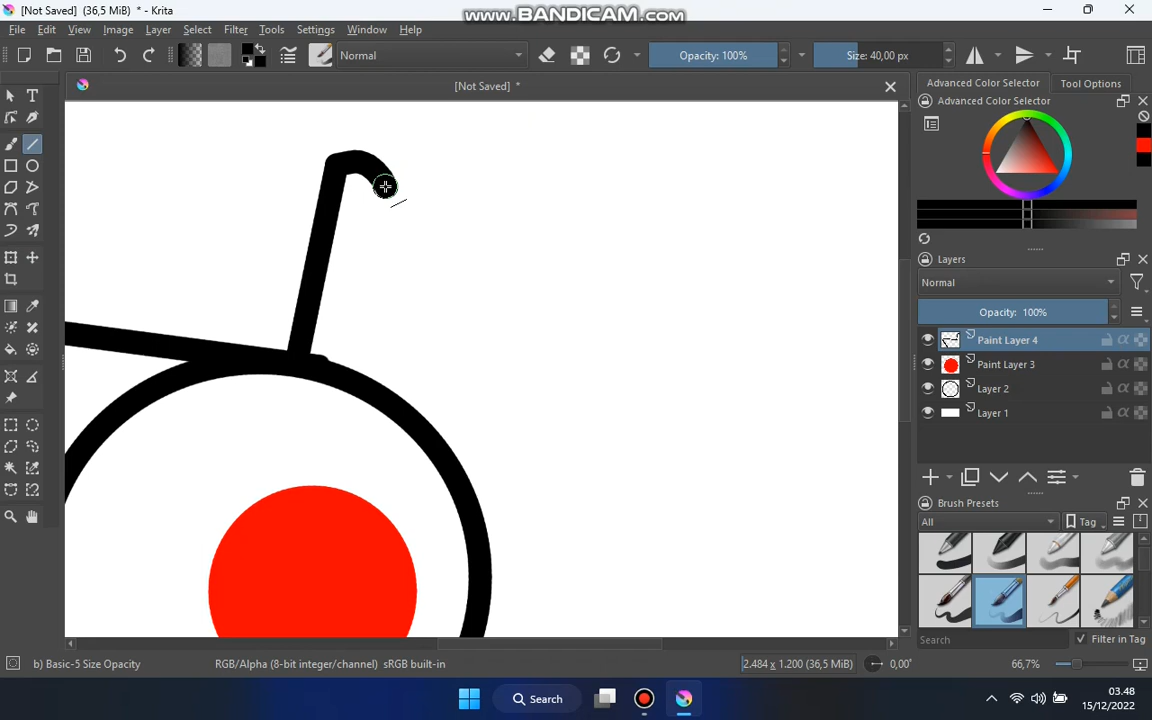 [Not Saved] (36,5 MiB) * - Krita
www.BANDICAM.com
File Edit View Image Layer Select Filter Tools Settings Window Help
Normal
Opacity: 100%
Size: 40,00 px
[Not Saved] *
Advanced Color Selector
Tool Options
Advanced Color Selector
Layers
Normal
Opacity: 100%
Paint Layer 4
Paint Layer 3
Layer 2
Layer 1
Brush Presets
All
Tag
Search
Filter in Tag
b) Basic-5 Size Opacity
RGB/Alpha (8-bit integer/channel) sRGB built-in
2.484 x 1.200 (36,5 MiB)
0,00°
66,7%
Search
03.48
15/12/2022